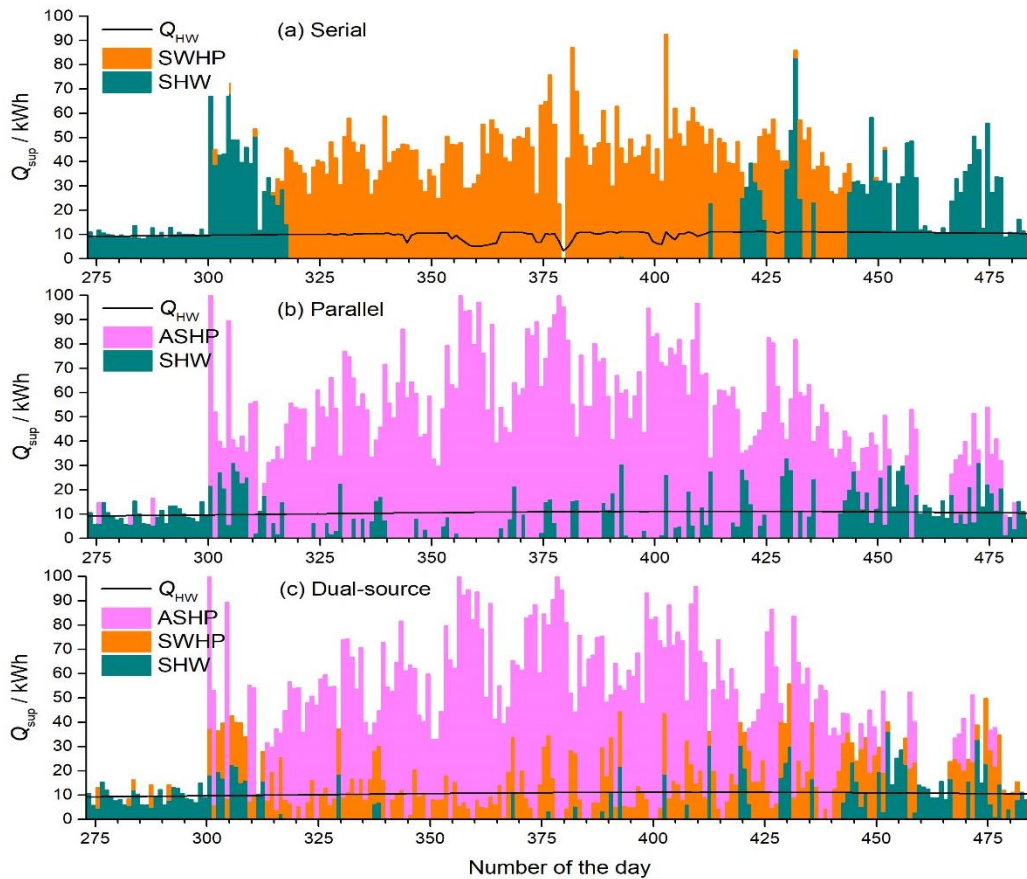 (a) Serial
Q_HW
SWHP
SHW
Q_sup / kWh
100
90
80
70
60
50
40
30
20
10
0
275 300 325 350 375 400 425 450 475
(b) Parallel
Q_HW
ASHP
SHW
Q_sup / kWh
100
90
80
70
60
50
40
30
20
10
0
275 300 325 350 375 400 425 450 475
(c) Dual-source
Q_HW
ASHP
SWHP
SHW
Q_sup / kWh
100
90
80
70
60
50
40
30
20
10
0
275 300 325 350 375 400 425 450 475
Number of the day